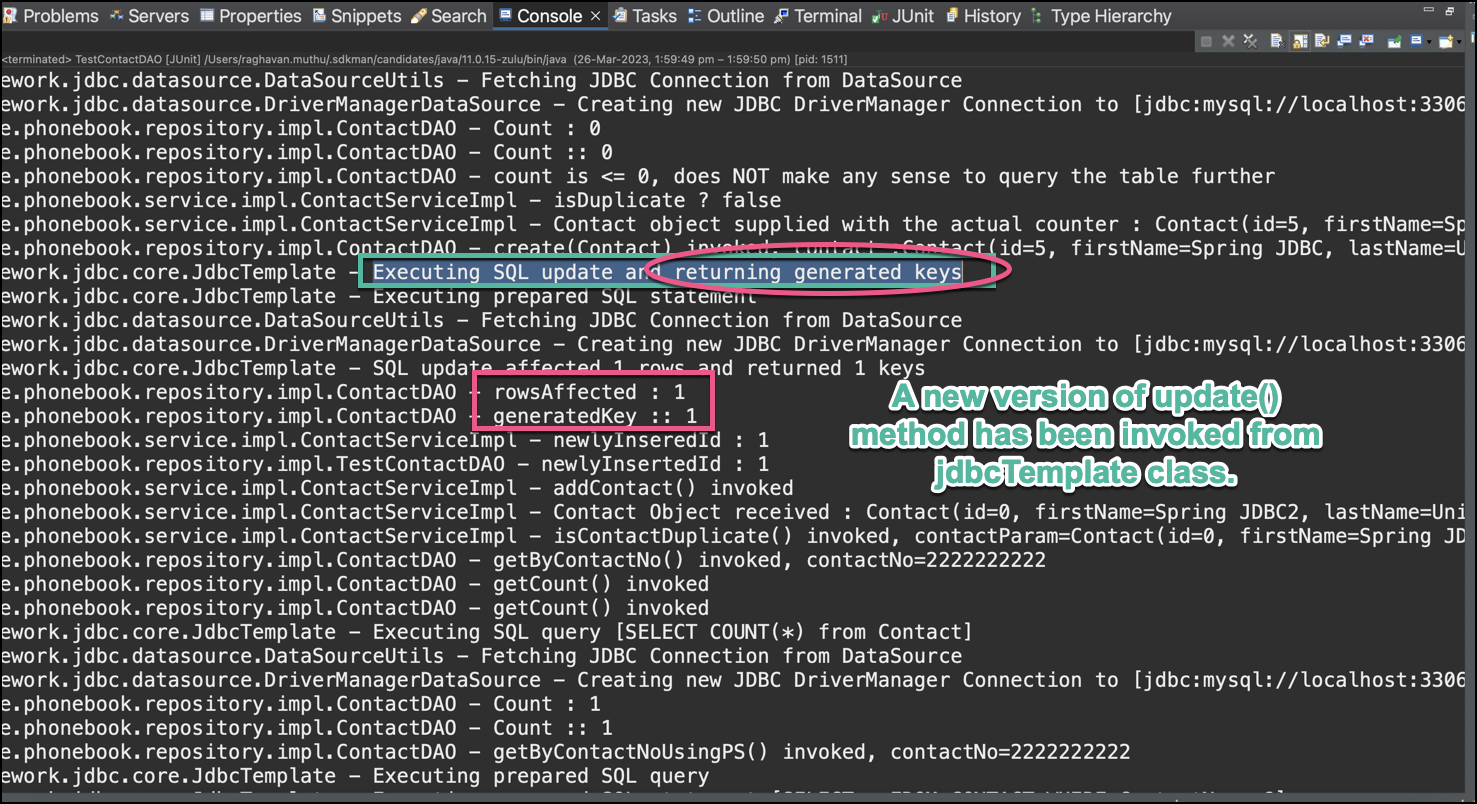 Problems Servers Properties Snippets Search Console × Tasks Outline Terminal JUnit History Type Hierarchy
<terminated> TestContactDAO [JUnit] /Users/raghavan.muthu/.sdkman/candidates/java/11.0.15-zulu/bin/java (26-Mar-2023, 1:59:49 pm – 1:59:50 pm) [pid: 1511]
ework.jdbc.datasource.DataSourceUtils - Fetching JDBC Connection from DataSource
ework.jdbc.datasource.DriverManagerDataSource - Creating new JDBC DriverManager Connection to [jdbc:mysql://localhost:3306
e.phonebook.repository.impl.ContactDAO - Count : 0
e.phonebook.repository.impl.ContactDAO - Count :: 0
e.phonebook.repository.impl.ContactDAO - count is <= 0, does NOT make any sense to query the table further
e.phonebook.service.impl.ContactServiceImpl - isDuplicate ? false
e.phonebook.service.impl.ContactServiceImpl - Contact object supplied with the actual counter : Contact(id=5, firstName=Sp
e.phonebook.repository.impl.ContactDAO - create(Contact) invoked, Contact :Contact(id=5, firstName=Spring JDBC, lastName=U
ework.jdbc.core.JdbcTemplate - Executing SQL update and returning generated keys
ework.jdbc.core.JdbcTemplate - Executing prepared SQL statement
ework.jdbc.datasource.DataSourceUtils - Fetching JDBC Connection from DataSource
ework.jdbc.datasource.DriverManagerDataSource - Creating new JDBC DriverManager Connection to [jdbc:mysql://localhost:3306
ework.jdbc.core.JdbcTemplate - SQL update affected 1 rows and returned 1 keys
e.phonebook.repository.impl.ContactDAO - rowsAffected : 1
e.phonebook.repository.impl.ContactDAO - generatedKey :: 1
A new version of update()
method has been invoked from
jdbcTemplate class.
e.phonebook.service.impl.ContactServiceImpl - newlyInseredId : 1
e.phonebook.repository.impl.TestContactDAO - newlyInsertedId : 1
e.phonebook.service.impl.ContactServiceImpl - addContact() invoked
e.phonebook.service.impl.ContactServiceImpl - Contact Object received : Contact(id=0, firstName=Spring JDBC2, lastName=Uni
e.phonebook.service.impl.ContactServiceImpl - isContactDuplicate() invoked, contactParam=Contact(id=0, firstName=Spring JD
e.phonebook.repository.impl.ContactDAO - getByContactNo() invoked, contactNo=2222222222
e.phonebook.repository.impl.ContactDAO - getCount() invoked
e.phonebook.repository.impl.ContactDAO - getCount() invoked
ework.jdbc.core.JdbcTemplate - Executing SQL query [SELECT COUNT(*) from Contact]
ework.jdbc.datasource.DataSourceUtils - Fetching JDBC Connection from DataSource
ework.jdbc.datasource.DriverManagerDataSource - Creating new JDBC DriverManager Connection to [jdbc:mysql://localhost:3306
e.phonebook.repository.impl.ContactDAO - Count : 1
e.phonebook.repository.impl.ContactDAO - Count :: 1
e.phonebook.repository.impl.ContactDAO - getByContactNoUsingPS() invoked, contactNo=2222222222
ework.jdbc.core.JdbcTemplate - Executing prepared SQL query